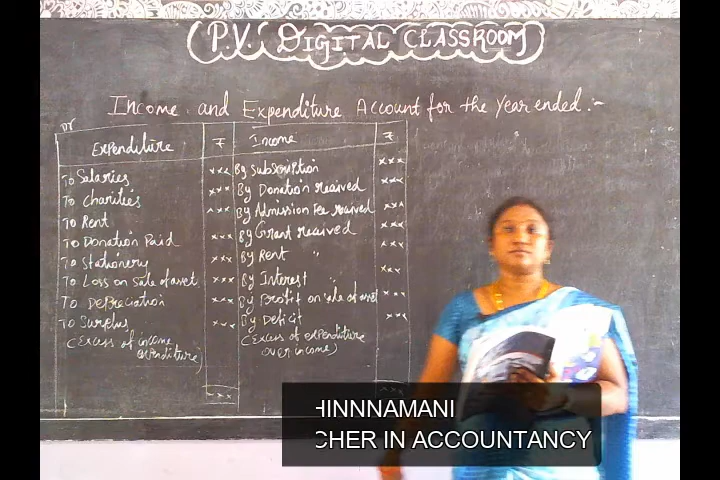 P.V. DIGITAL CLASSROOM
Income and Expenditure Account for the Year ended :-
Dr
Expenditure ₹ Income ₹
To Salaries xxx By Subscription xxx
To Charities xxx By Donation received xxx
To Rent xxx By Admission Fee received xxx
To Donation Paid xxx By Grant received xxx
To Stationery xxx By Rent " xxx
To Loss on Sale of asset xxx By Interest " xxx
To Depreciation xxx By Profit on Sale of asset xxx
To Surplus xxx By Deficit xxx
(Excess of income (Excess of expenditure
expenditure) over income)
xxx xxx
HINNNAMANI
CHER IN ACCOUNTANCY